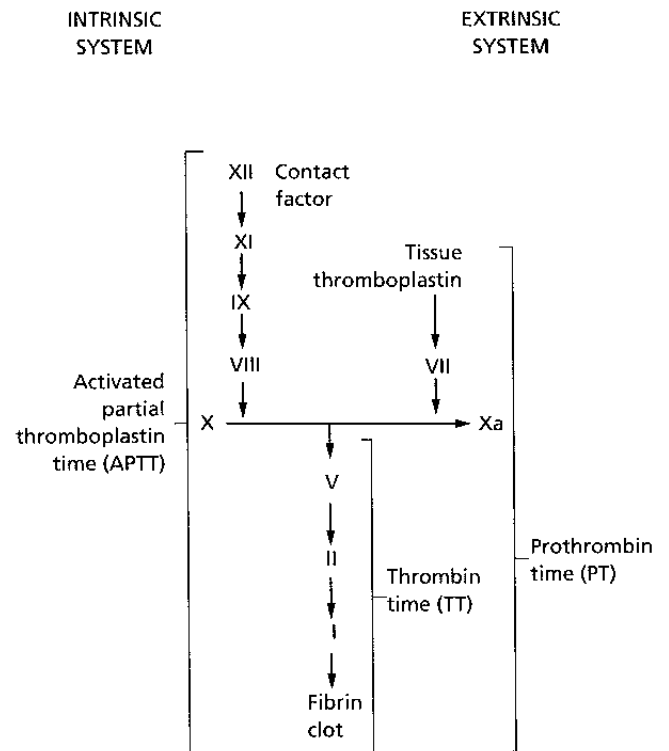 INTRINSIC
SYSTEM
EXTRINSIC
SYSTEM
XII Contact
factor
XI
IX
VIII
Tissue
thromboplastin
VII
Activated
partial
thromboplastin
time (APTT)
X
Xa
V
II
I
Fibrin
clot
Thrombin
time (TT)
Prothrombin
time (PT)